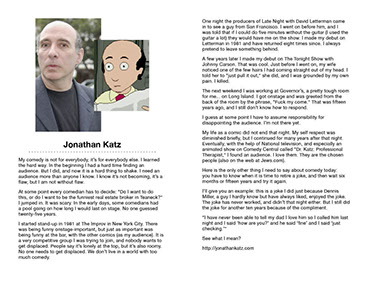 Jonathan Katz
My comedy is not for everybody, it's for everybody else. I learned
the hard way. In the beginning I had a hard time finding an
audience. But I did, and now it is a hard time to shake. I need an
audience more than anyone I know. I know it's not becoming, it's a
flaw, but I am not without flaw.
At some point every comedian has to decide: "Do I want to do
this, or do I want to be the funniest real estate broker in Teaneck?"
I jumped in. It was scary. In the early days, some comedians had
a pool going on how long I would last on stage. No one guessed
twenty-five years.
I started stand-up in 1981 at The Improv in New York City. There
was being funny onstage important, but just as important was
being funny at the bar, with the other comics (as my audience). It is
a very competitive group I was trying to join, and nobody wants to
get displaced. People say it's lonely at the top, but it's also roomy.
No one needs to get displaced. We don't live in a world with too
much comedy.
One night the producers of Late Night with David Letterman came
in to see a guy from San Francisco. I went on before him, and I
was told that if I could do five minutes without the guitar (I used the
guitar a lot) they would have me on the show. I made my debut on
Letterman in 1981 and have returned eight times since. I always
pretend to leave something behind.
A few years later I made my debut on The Tonight Show with
Johnny Carson. That was cool. Just before I went on, my wife
noticed one of the few hairs I had coming straight out of my head. I
told her to "just pull it out," she did, and I was grounded by my own
pain. I killed.
The next weekend I was working at Governor's, a pretty tough room
for me... on Long Island. I got onstage and was greeted from the
back of the room by the phrase, "Fuck my come." That was fifteen
years ago, and I still don't know how to respond.
I guess at some point I have to assume responsibility for
disappointing the audience. I'm not there yet.
My life as a comic did not end that night. My self respect was
diminished briefly, but I continued for many years after that night.
Eventually, with the help of National television, and especially an
animated show on Comedy Central called "Dr. Katz: Professional
Therapist," I found an audience. I love them. They are the chosen
people (also on the web at Jews.com).
Here is the only other thing I need to say about comedy today:
you have to know when it is time to retire a joke, and then wait six
months or fifteen years and try it again.
I'll give you an example: this is a joke I did just because Dennis
Miller, a guy I hardly know but have always liked, enjoyed the joke.
The joke has never worked, and didn't that night either. But I still did
the joke for another ten years because of the compliment.
"I have never been able to tell my dad I love him so I called him last
night and I said 'how are you?' and he said 'fine' and I said 'just
checking.'"
See what I mean?
http://jonathankatz.com